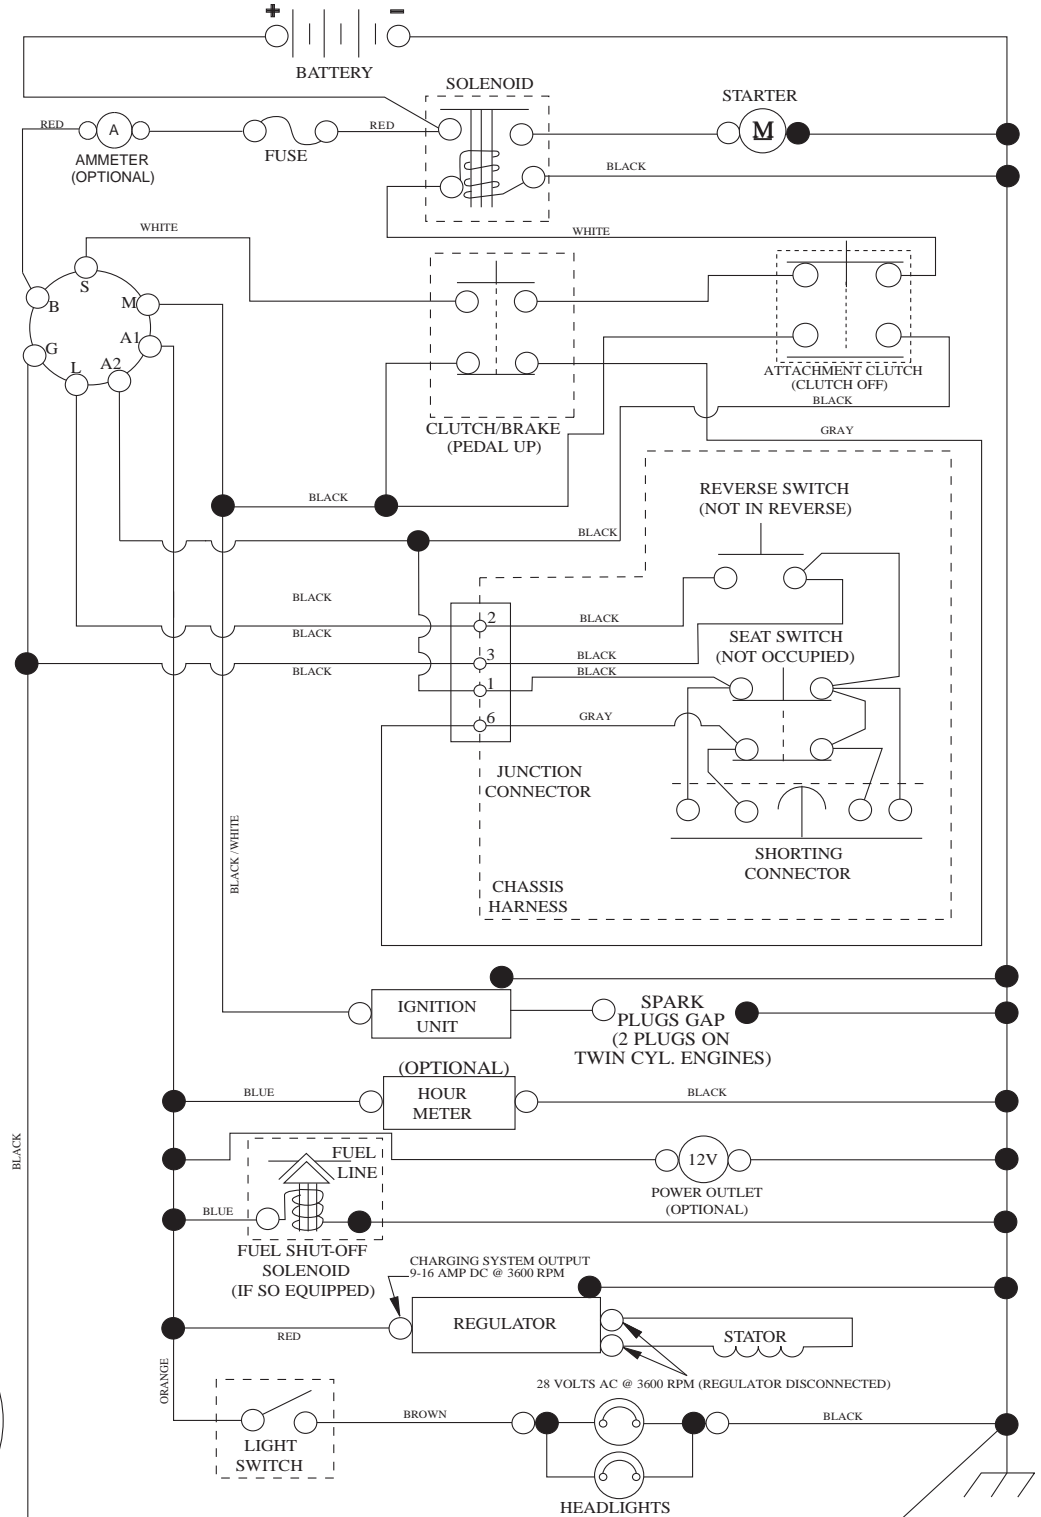 + −
BATTERY
SOLENOID
STARTER
RED
A
RED
M
AMMETER
(OPTIONAL)
FUSE
BLACK
WHITE
WHITE
S
B
M
A1
G
L
A2
ATTACHMENT CLUTCH
(CLUTCH OFF)
BLACK
CLUTCH/BRAKE
(PEDAL UP)
GRAY
BLACK
REVERSE SWITCH
(NOT IN REVERSE)
BLACK
BLACK
2
BLACK
BLACK
SEAT SWITCH
(NOT OCCUPIED)
3
BLACK
BLACK
BLACK
1
6
GRAY
JUNCTION
CONNECTOR
BLACK / WHITE
SHORTING
CONNECTOR
CHASSIS
HARNESS
IGNITION
UNIT
SPARK
PLUGS GAP
(2 PLUGS ON
TWIN CYL. ENGINES)
(OPTIONAL)
BLUE
HOUR
METER
BLACK
BLACK
FUEL
LINE
12V
POWER OUTLET
(OPTIONAL)
BLUE
FUEL SHUT-OFF
SOLENOID
(IF SO EQUIPPED)
CHARGING SYSTEM OUTPUT
9-16 AMP DC @ 3600 RPM
REGULATOR
STATOR
RED
28 VOLTS AC @ 3600 RPM (REGULATOR DISCONNECTED)
ORANGE
BROWN
BLACK
LIGHT
SWITCH
HEADLIGHTS